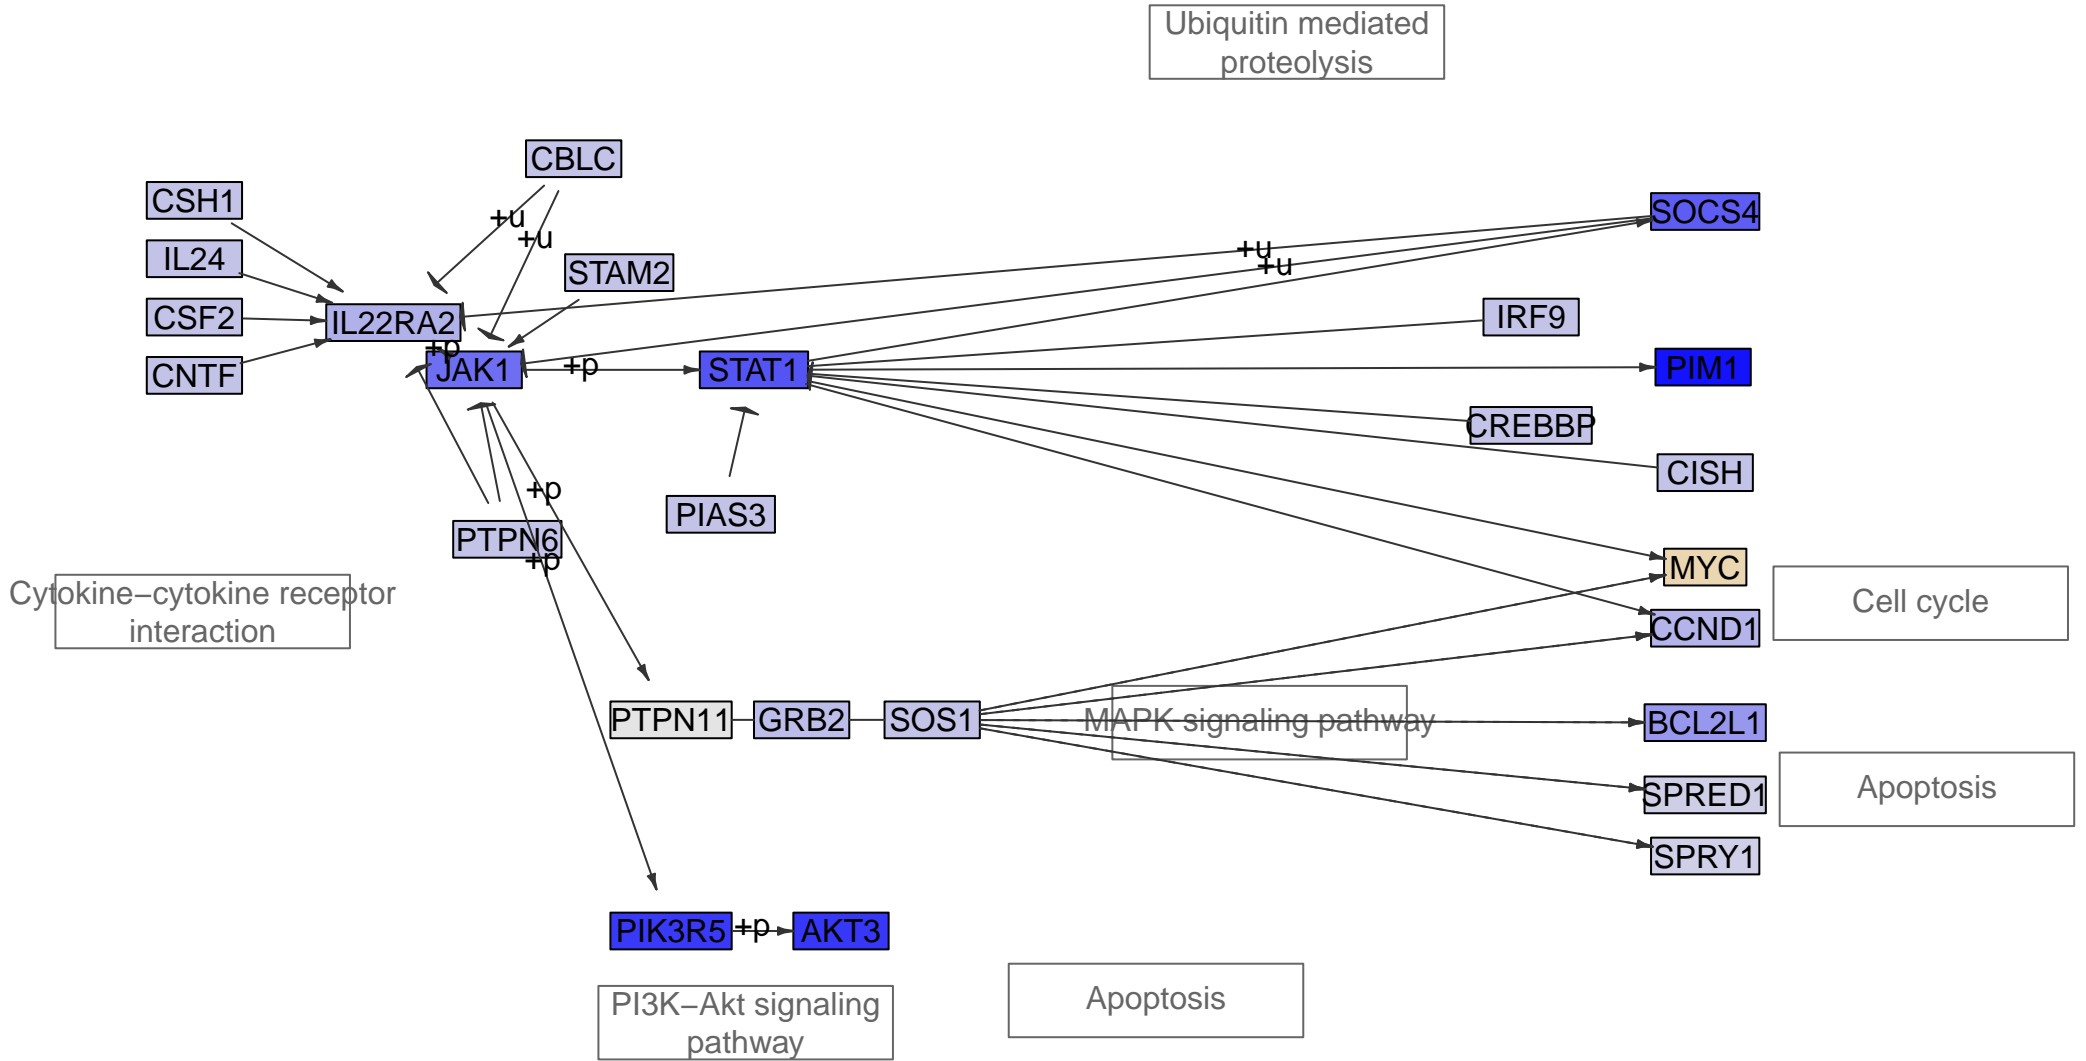 Ubiquitin mediated
proteolysis
CBLC
CSH1
SOCS4
+u
+u
+u
+u
IL24
STAM2
CSF2
IL22RA2
IRF9
+p
CNTF
JAK1
+p
STAT1
PIM1
CREBBP
CISH
+p
PIAS3
PTPN6
+p
MYC
Cytokine−cytokine receptor
interaction
Cell cycle
CCND1
PTPN11
GRB2
SOS1
MAPK signaling pathway
BCL2L1
SPRED1
Apoptosis
SPRY1
PIK3R5
+p
AKT3
PI3K−Akt signaling
pathway
Apoptosis